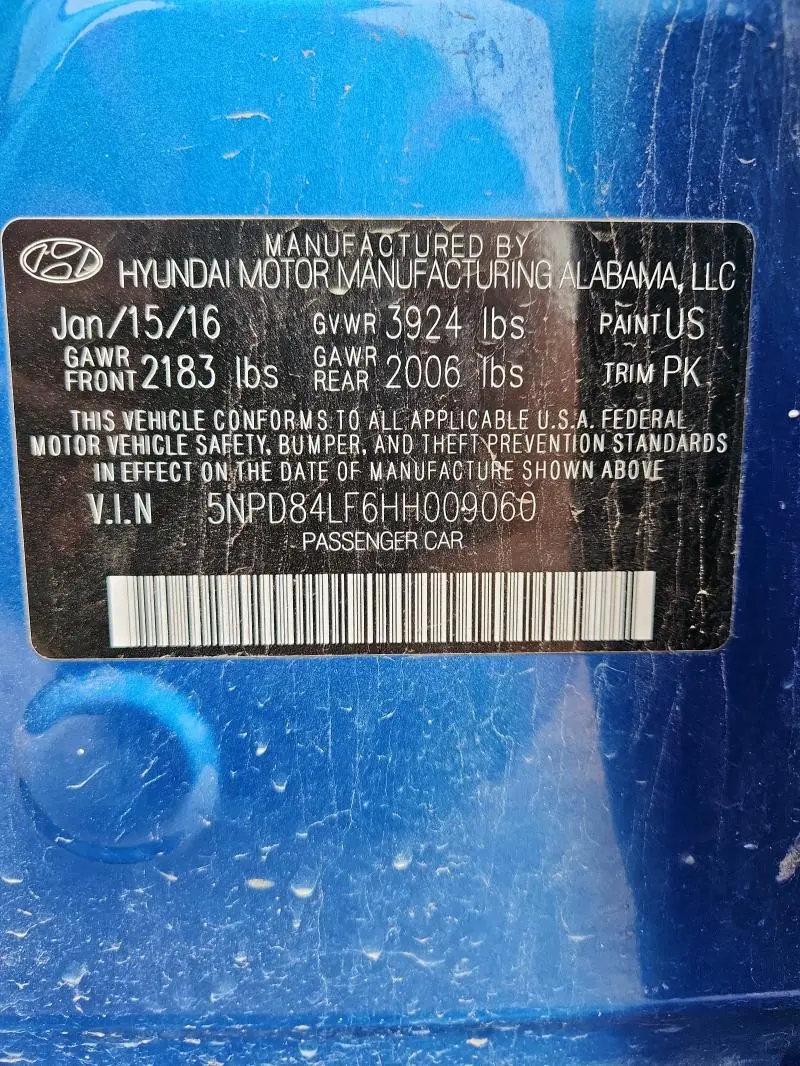 MANUFACTURED BY
HYUNDAI MOTOR MANUFACTURING ALABAMA, LLC
Jan/15/16 GVWR 3924 lbs PAINT US
GAWR FRONT 2183 lbs GAWR REAR 2006 lbs TRIM PK
THIS VEHICLE CONFORMS TO ALL APPLICABLE U.S.A. FEDERAL
MOTOR VEHICLE SAFETY, BUMPER, AND THEFT PREVENTION STANDARDS
IN EFFECT ON THE DATE OF MANUFACTURE SHOWN ABOVE
V.I.N 5NPD84LF6HH009060
PASSENGER CAR